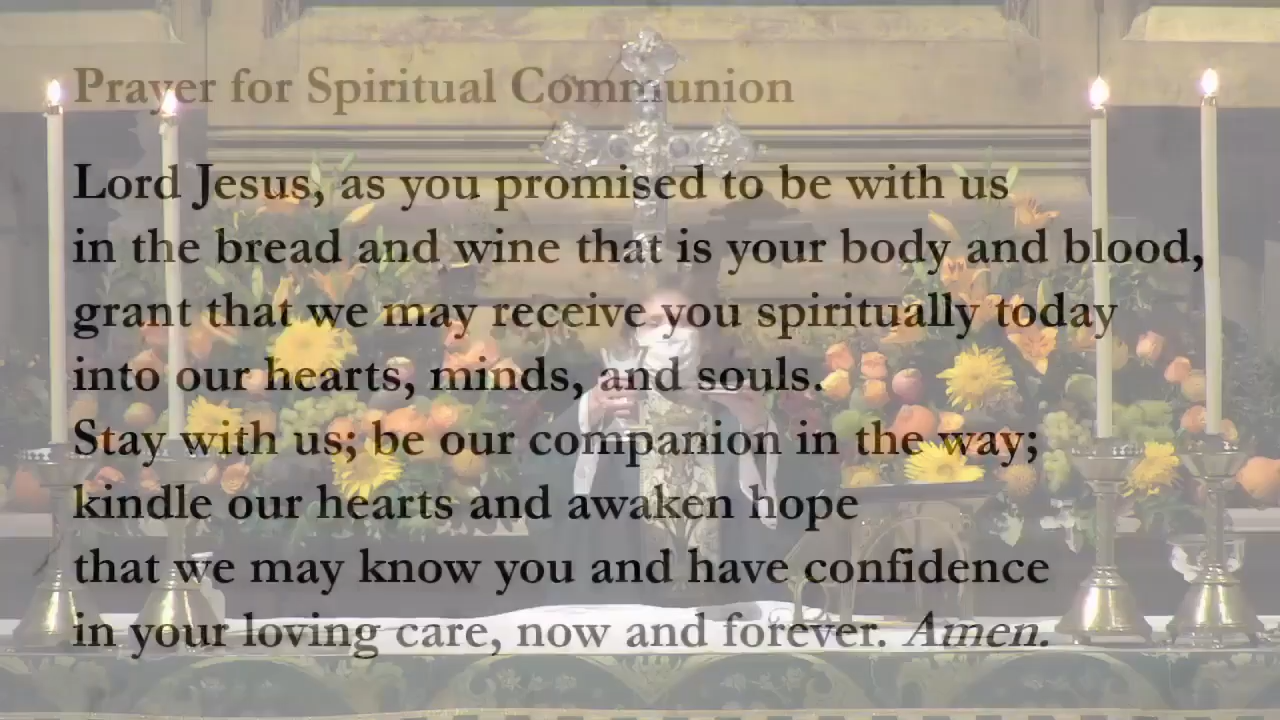 Prayer for Spiritual Communion
Lord Jesus, as you promised to be with us
in the bread and wine that is your body and blood,
grant that we may receive you spiritually today
into our hearts, minds, and souls.
Stay with us; be our companion in the way;
kindle our hearts and awaken hope
that we may know you and have confidence
in your loving care, now and forever. Amen.